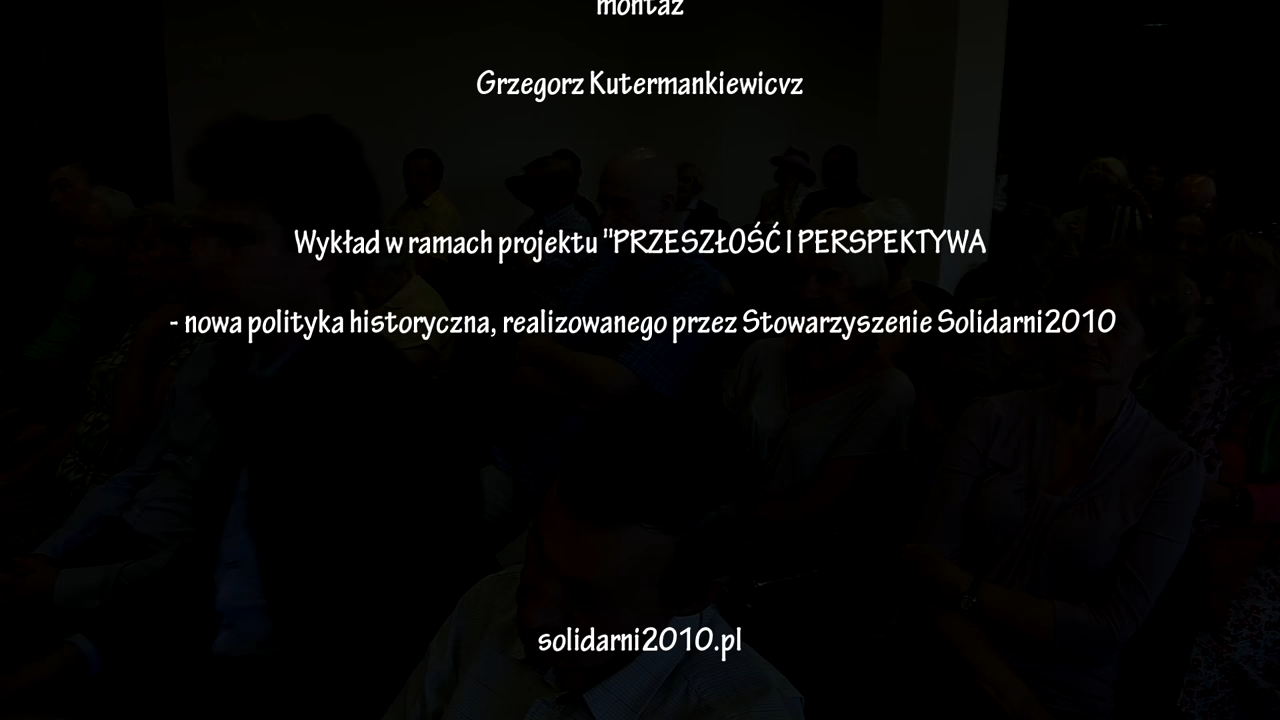 montaż
Grzegorz Kutermankiewicvz
Wykład w ramach projektu "PRZESZŁOŚĆ I PERSPEKTYWA
- nowa polityka historyczna, realizowanego przez Stowarzyszenie Solidarni2010
solidarni2010.pl